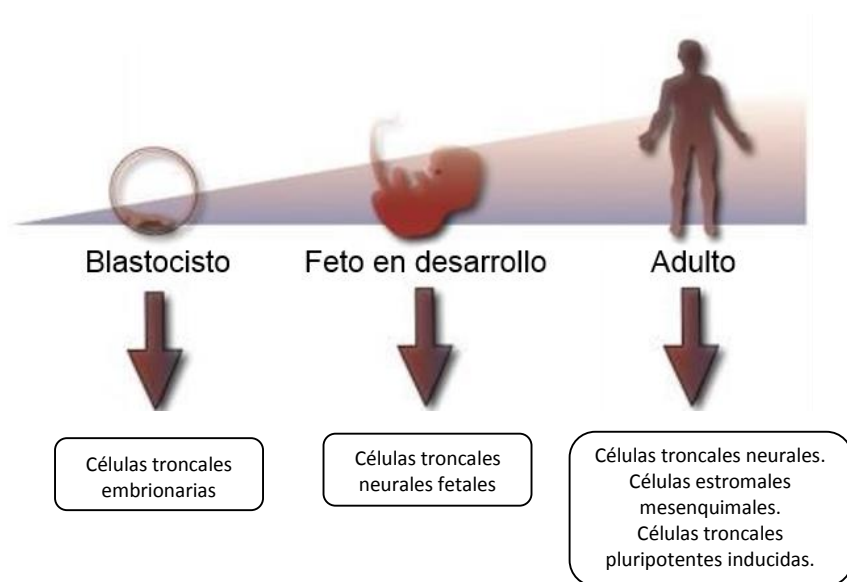 Blastocisto
Feto en desarrollo
Adulto
Células troncales
embrionarias
Células troncales
neurales fetales
Células troncales neurales.
Células estromales
mesenquimales.
Células troncales
pluripotentes inducidas.